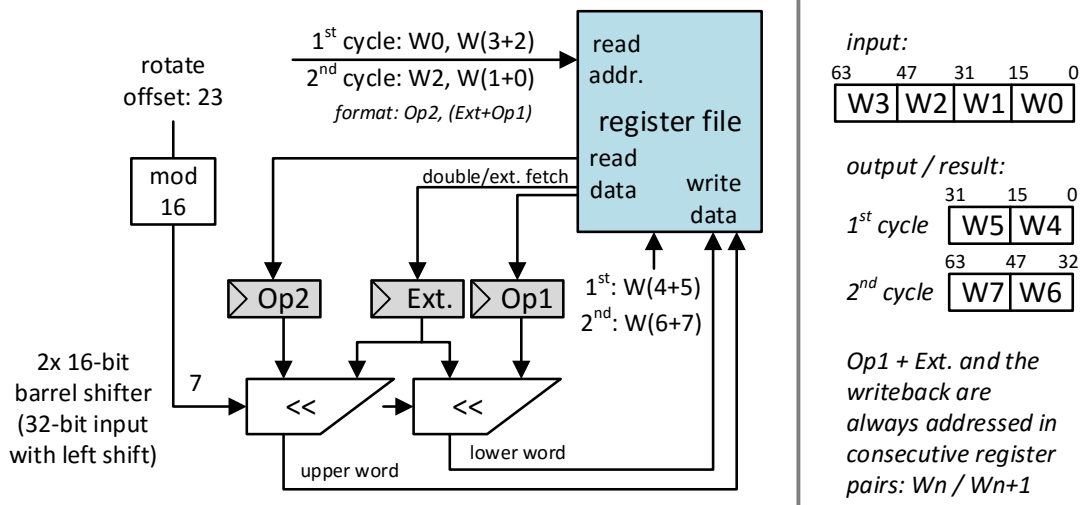 1st cycle: W0, W(3+2)
2nd cycle: W2, W(1+0)
format: Op2, (Ext+Op1)
rotate
offset: 23
mod
16
read
addr.
register file
read
data
write
data
double/ext. fetch
Op2
Ext.
Op1
1st: W(4+5)
2nd: W(6+7)
2x 16-bit
barrel shifter
(32-bit input
with left shift)
7
<<
<<
upper word
lower word
input:
63 47 31 15 0
W3 W2 W1 W0
output / result:
31 15 0
1st cycle W5 W4
63 47 32
2nd cycle W7 W6
Op1 + Ext. and the
writeback are
always addressed in
consecutive register
pairs: Wn / Wn+1